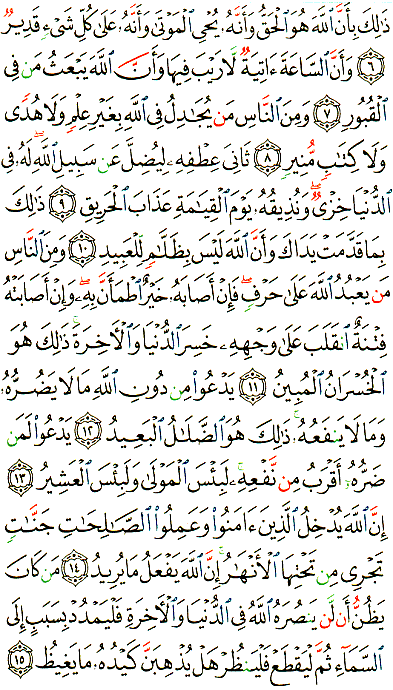 ذَٰلِكَ بِأَنَّ ٱللَّهَ هُوَ ٱلْحَقُّ وَأَنَّهُۥ يُحْىِ ٱلْمَوْتَىٰ وَأَنَّهُۥ عَلَىٰ كُلِّ شَىْءٍ قَدِيرٌ
٦ وَأَنَّ ٱلسَّاعَةَ ءَاتِيَةٌ لَّا رَيْبَ فِيهَا وَأَنَّ ٱللَّهَ يَبْعَثُ مَن فِى
ٱلْقُبُورِ ٧ وَمِنَ ٱلنَّاسِ مَن يُجَٰدِلُ فِى ٱللَّهِ بِغَيْرِ عِلْمٍ وَلَا هُدًى
وَلَا كِتَٰبٍ مُّنِيرٍ ٨ ثَانِىَ عِطْفِهِۦ لِيُضِلَّ عَن سَبِيلِ ٱللَّهِ لَهُۥ فِى
ٱلدُّنْيَا خِزْىٌ وَنُذِيقُهُۥ يَوْمَ ٱلْقِيَٰمَةِ عَذَابَ ٱلْحَرِيقِ ٩ ذَٰلِكَ
بِمَا قَدَّمَتْ يَدَاكَ وَأَنَّ ٱللَّهَ لَيْسَ بِظَلَّٰمٍ لِّلْعَبِيدِ ١٠ وَمِنَ ٱلنَّاسِ
مَن يَعْبُدُ ٱللَّهَ عَلَىٰ حَرْفٍ فَإِنْ أَصَابَهُۥ خَيْرٌ ٱطْمَأَنَّ بِهِۦ وَإِنْ أَصَابَتْهُ
فِتْنَةٌ ٱنقَلَبَ عَلَىٰ وَجْهِهِۦ خَسِرَ ٱلدُّنْيَا وَٱلْءَاخِرَةَ ذَٰلِكَ هُوَ
ٱلْخُسْرَانُ ٱلْمُبِينُ ١١ يَدْعُوا۟ مِن دُونِ ٱللَّهِ مَا لَا يَضُرُّهُۥ
وَمَا لَا يَنفَعُهُۥ ذَٰلِكَ هُوَ ٱلضَّلَٰلُ ٱلْبَعِيدُ ١٢ يَدْعُوا۟ لَمَن
ضَرُّهُۥٓ أَقْرَبُ مِن نَّفْعِهِۦ لَبِئْسَ ٱلْمَوْلَىٰ وَلَبِئْسَ ٱلْعَشِيرُ ١٣
إِنَّ ٱللَّهَ يُدْخِلُ ٱلَّذِينَ ءَامَنُوا۟ وَعَمِلُوا۟ ٱلصَّٰلِحَٰتِ جَنَّٰتٍ
تَجْرِى مِن تَحْتِهَا ٱلْأَنْهَٰرُ إِنَّ ٱللَّهَ يَفْعَلُ مَا يُرِيدُ ١٤ مَن كَانَ
يَظُنُّ أَن لَّن يَنصُرَهُ ٱللَّهُ فِى ٱلدُّنْيَا وَٱلْءَاخِرَةِ فَلْيَمْدُدْ بِسَبَبٍ إِلَى
ٱلسَّمَآءِ ثُمَّ لْيَقْطَعْ فَلْيَنظُرْ هَلْ يُذْهِبَنَّ كَيْدُهُۥ مَا يَغِيظُ ١٥